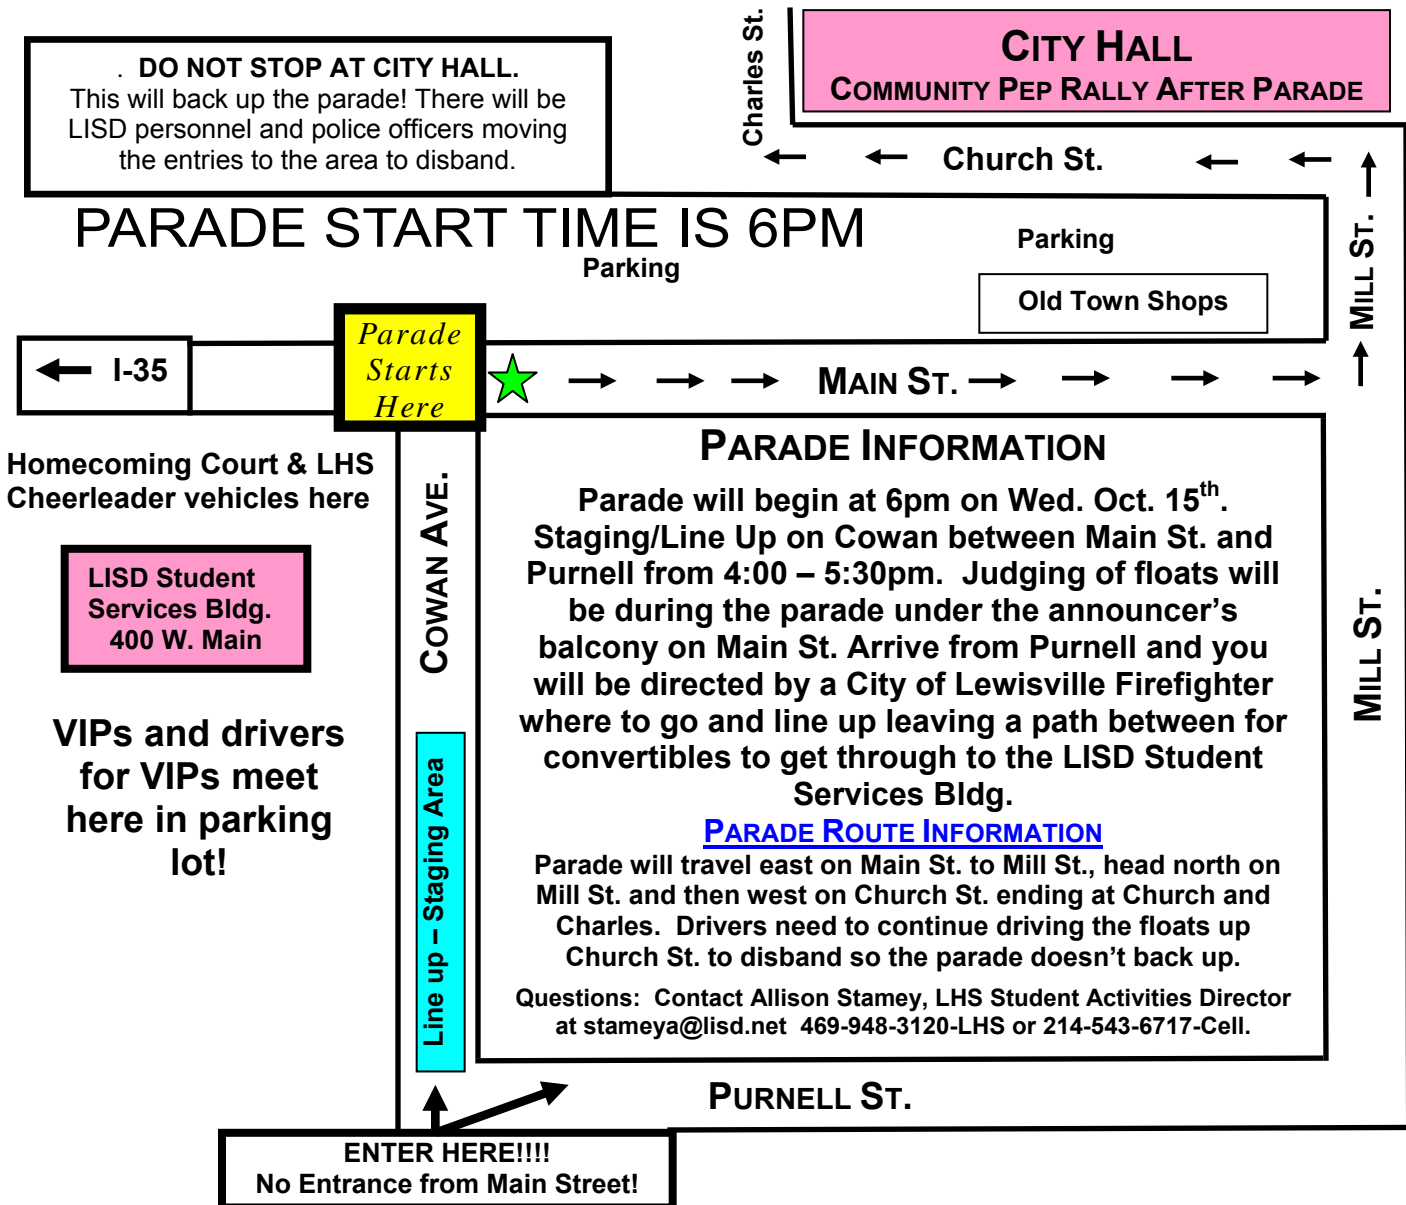 . DO NOT STOP AT CITY HALL.
This will back up the parade! There will be
LISD personnel and police officers moving
the entries to the area to disband.
Charles St.
CITY HALL
COMMUNITY PEP RALLY AFTER PARADE
Church St.
PARADE START TIME IS 6PM
Parking
Parking
Old Town Shops
MILL ST.
I-35
Parade
Starts
Here
MAIN ST.
Homecoming Court & LHS
Cheerleader vehicles here
LISD Student
Services Bldg.
400 W. Main
VIPs and drivers
for VIPs meet
here in parking
lot!
COWAN AVE.
Line up – Staging Area
PARADE INFORMATION
Parade will begin at 6pm on Wed. Oct. 15th.
Staging/Line Up on Cowan between Main St. and
Purnell from 4:00 – 5:30pm. Judging of floats will
be during the parade under the announcer’s
balcony on Main St. Arrive from Purnell and you
will be directed by a City of Lewisville Firefighter
where to go and line up leaving a path between for
convertibles to get through to the LISD Student
Services Bldg.
PARADE ROUTE INFORMATION
Parade will travel east on Main St. to Mill St., head north on
Mill St. and then west on Church St. ending at Church and
Charles. Drivers need to continue driving the floats up
Church St. to disband so the parade doesn’t back up.
Questions: Contact Allison Stamey, LHS Student Activities Director
at stameya@lisd.net 469-948-3120-LHS or 214-543-6717-Cell.
MILL ST.
PURNELL ST.
ENTER HERE!!!!
No Entrance from Main Street!